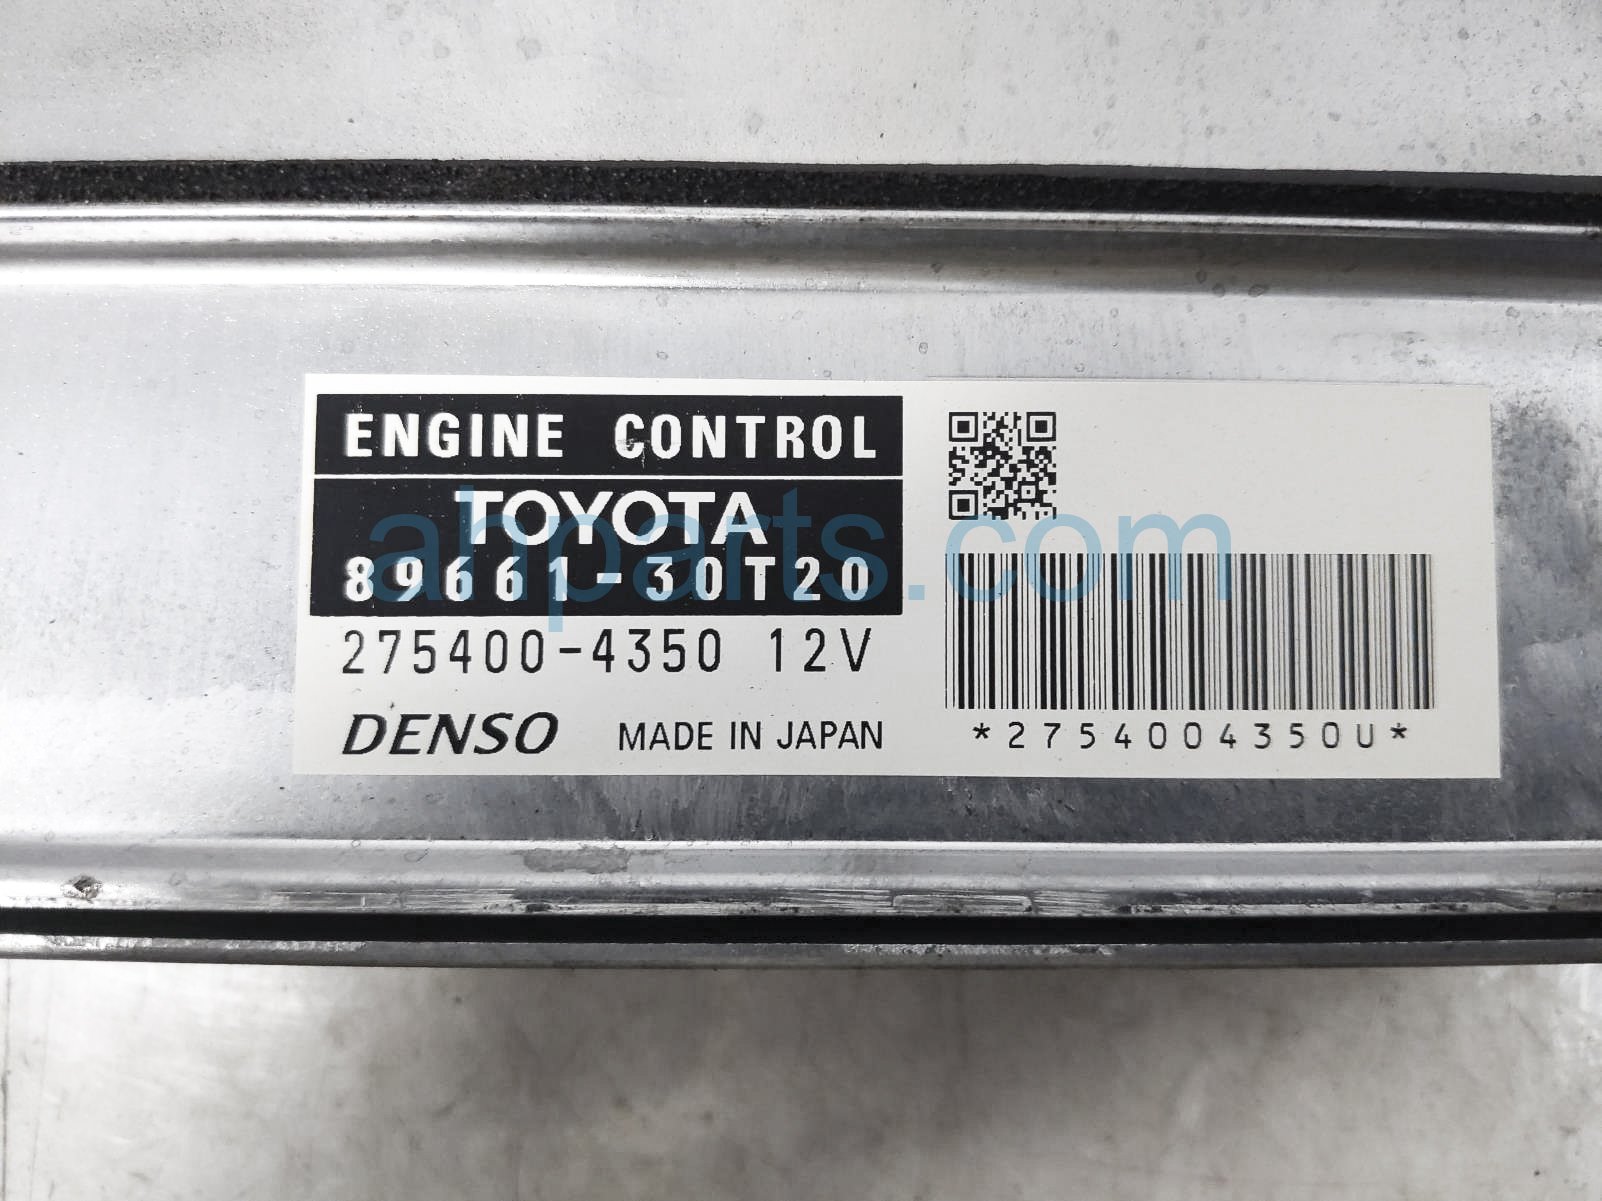 ENGINE CONTROL
TOYOTA
89661-30T20
275400-4350 12V
DENSO MADE IN JAPAN
*2754004350U*
ahparts.com